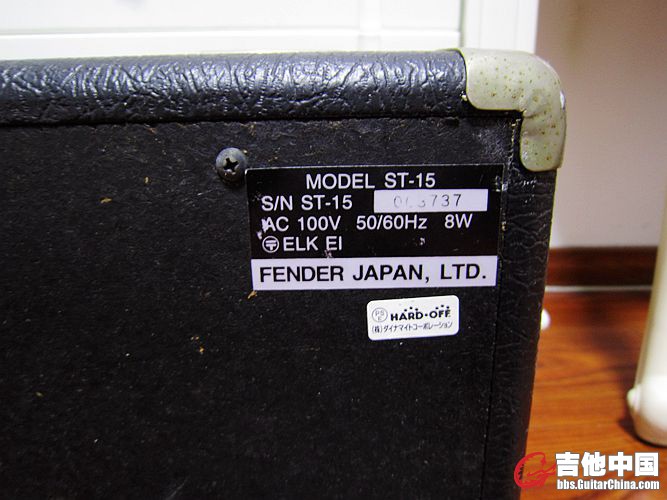 MODEL ST-15
S/N ST-15 003737
AC 100V 50/60Hz 8W
〒 ELK EI
FENDER JAPAN, LTD.
PS E HARD-OFF
(株)ダイナマイトコーポレーション
吉他中国
bbs.GuitarChina.com